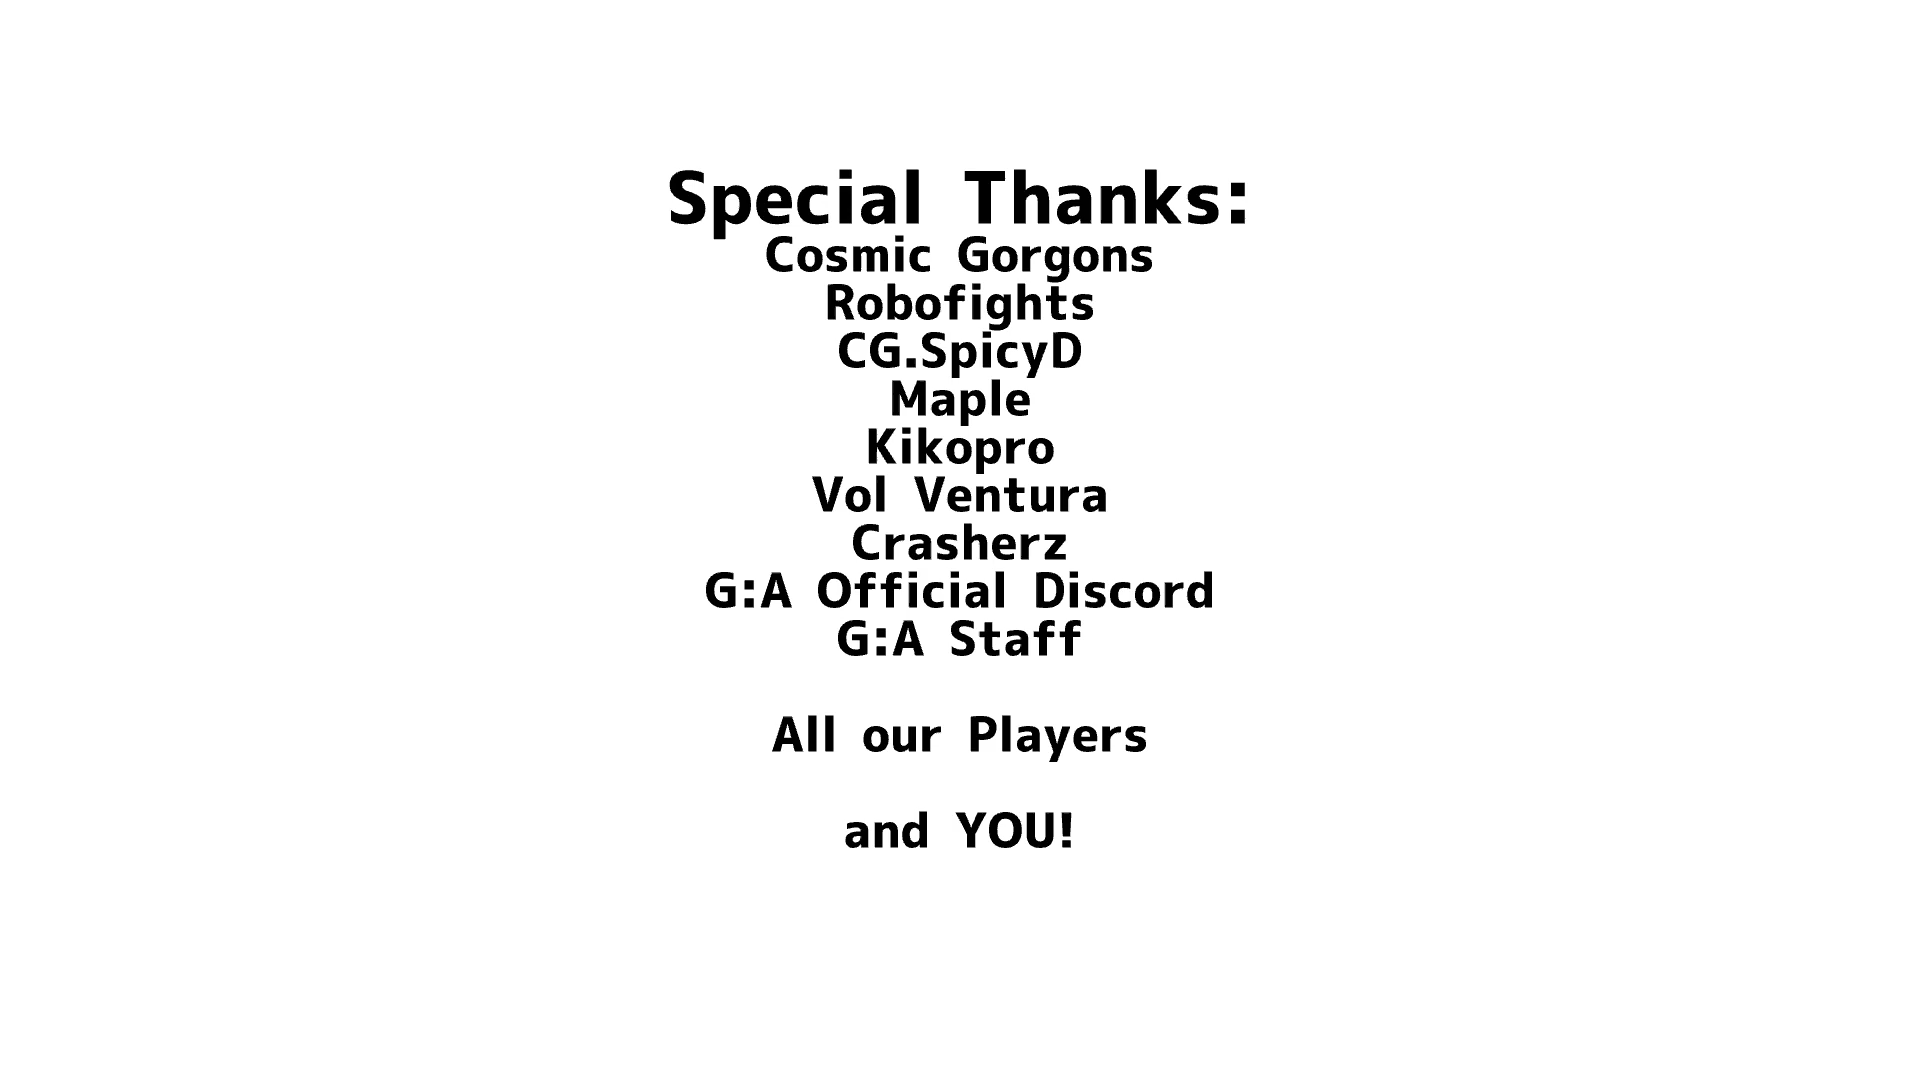 Special Thanks:
Cosmic Gorgons
Robofights
CG.SpicyD
Maple
Kikopro
Vol Ventura
Crasherz
G:A Official Discord
G:A Staff
All our Players
and YOU!